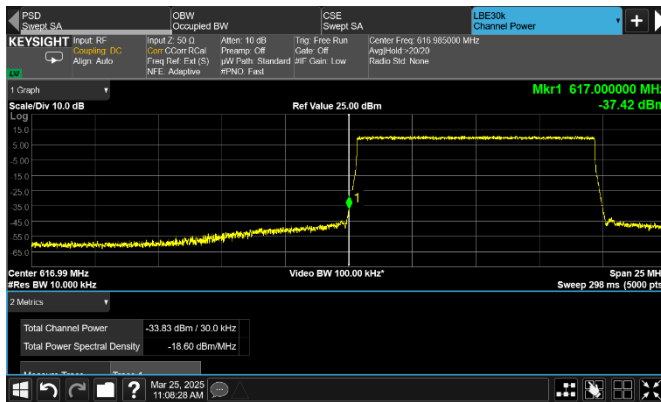 PSD
Swept SA
OBW
Occupied BW
CSE
Swept SA
LBE30k
Channel Power
KEYSIGHT
Input: RF
Coupling: DC
Align: Auto
Input Z: 50 Ω
Corr CCorr RCal
Freq Ref: Ext (S)
NFE: Adaptive
Atten: 10 dB
Preamp: Off
µW Path: Standard
#PNO: Fast
Trig: Free Run
Gate: Off
#IF Gain: Low
Center Freq: 616.985000 MHz
Avg|Hold:>20/20
Radio Std: None
LXI
1 Graph
Scale/Div 10.0 dB
Ref Value 25.00 dBm
Mkr1 617.000000 MHz
-37.42 dBm
Log
15.0
5.00
-5.00
-15.0
-25.0
-35.0
-45.0
-55.0
-65.0
1
Center 616.99 MHz
#Res BW 10.000 kHz
Video BW 100.00 kHz*
Span 25 MH
Sweep 298 ms (5000 pts
2 Metrics
Total Channel Power -33.83 dBm / 30.0 kHz
Total Power Spectral Density -18.60 dBm/MHz
Mar 25, 2025
11:08:28 AM